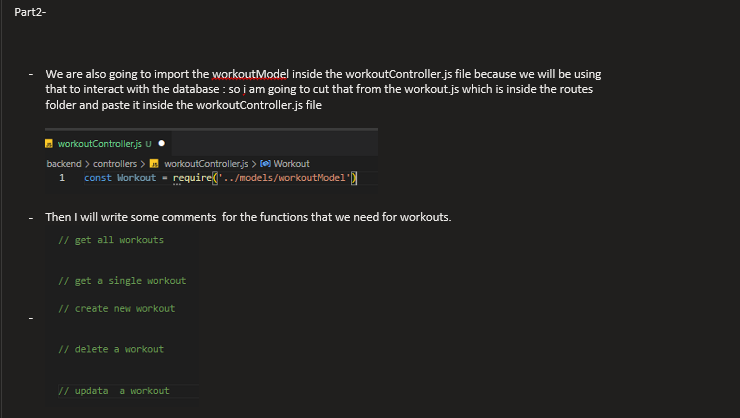 Part2-
- We are also going to import the workoutModel inside the workoutController.js file because we will be using
that to interact with the database : so i am going to cut that from the workout.js which is inside the routes
folder and paste it inside the workoutController.js file
JS workoutController.js U ●
backend > controllers > JS workoutController.js > Workout
1 const Workout = require('../models/workoutModel')
- Then I will write some comments for the functions that we need for workouts.
// get all workouts
// get a single workout
// create new workout
-
// delete a workout
// updata a workout